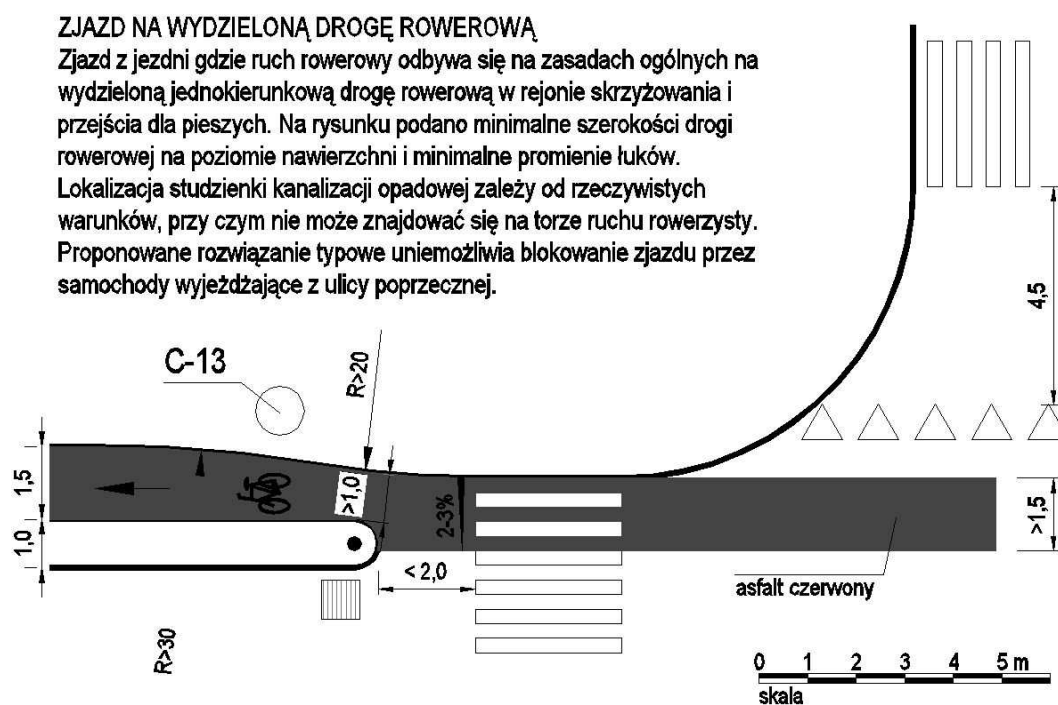 ZJAZD NA WYDZIELONĄ DROGĘ ROWEROWĄ
Zjazd z jezdni gdzie ruch rowerowy odbywa się na zasadach ogólnych na
wydzieloną jednokierunkową drogę rowerową w rejonie skrzyżowania i
przejścia dla pieszych. Na rysunku podano minimalne szerokości drogi
rowerowej na poziomie nawierzchni i minimalne promienie łuków.
Lokalizacja studzienki kanalizacji opadowej zależy od rzeczywistych
warunków, przy czym nie może znajdować się na torze ruchu rowerzysty.
Proponowane rozwiązanie typowe uniemożliwia blokowanie zjazdu przez
samochody wyjeżdżające z ulicy poprzecznej.
4,5
C-13
R>20
1,5
>1,0
2-3%
>1,5
1,0
< 2,0
asfalt czerwony
R>30
0 1 2 3 4 5 m
skala